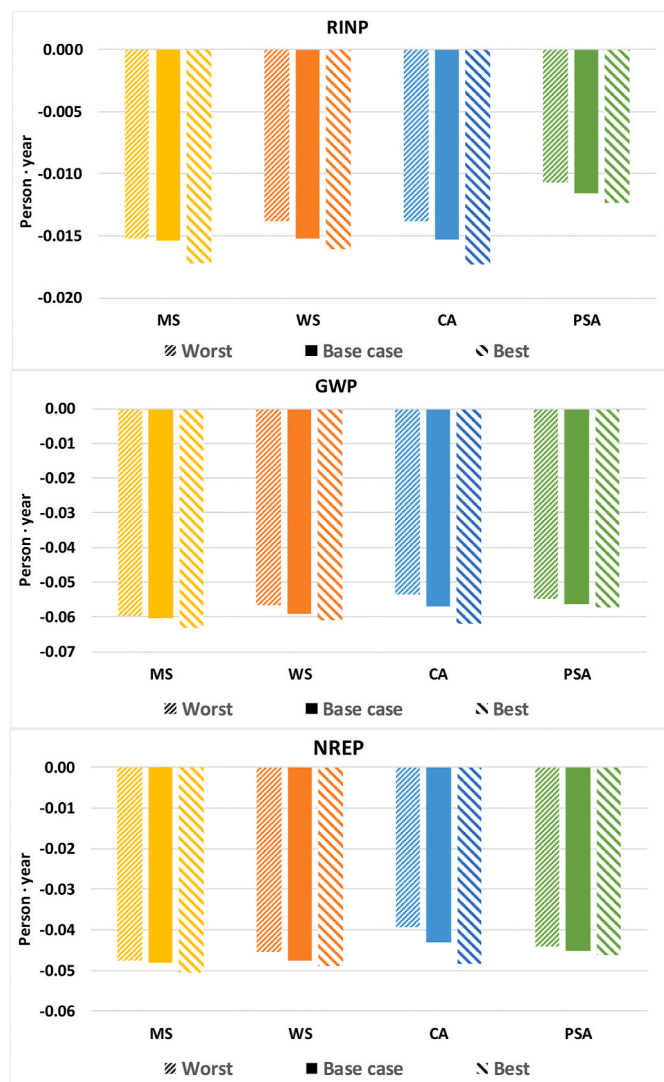 RINP
0.000
-0.005
-0.010
-0.015
-0.020
Person · year
MS WS CA PSA
Worst Base case Best
GWP
0.00
-0.01
-0.02
-0.03
-0.04
-0.05
-0.06
-0.07
Person · year
MS WS CA PSA
Worst Base case Best
NREP
0.00
-0.01
-0.02
-0.03
-0.04
-0.05
-0.06
Person · year
MS WS CA PSA
Worst Base case Best